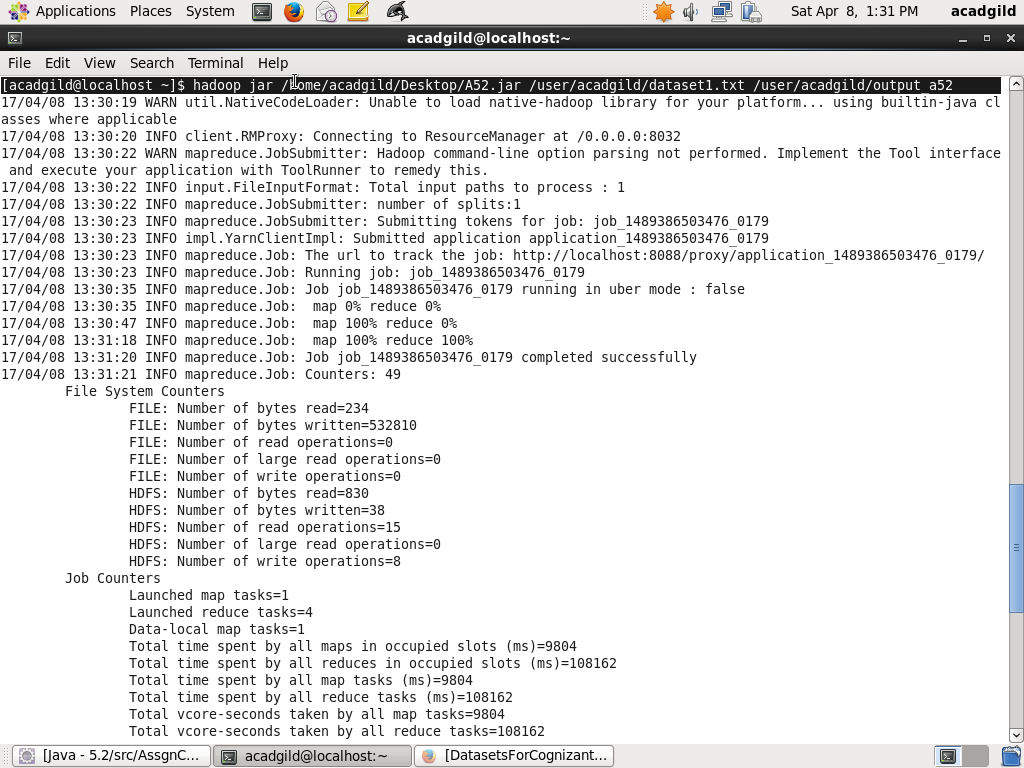 Applications Places System Sat Apr 8, 1:31 PM acadgild
acadgild@localhost:~
File Edit View Search Terminal Help
[acadgild@localhost ~]$ hadoop jar /home/acadgild/Desktop/A52.jar /user/acadgild/dataset1.txt /user/acadgild/output_a52
17/04/08 13:30:19 WARN util.NativeCodeLoader: Unable to load native-hadoop library for your platform... using builtin-java cl
asses where applicable
17/04/08 13:30:20 INFO client.RMProxy: Connecting to ResourceManager at /0.0.0.0:8032
17/04/08 13:30:22 WARN mapreduce.JobSubmitter: Hadoop command-line option parsing not performed. Implement the Tool interface
 and execute your application with ToolRunner to remedy this.
17/04/08 13:30:22 INFO input.FileInputFormat: Total input paths to process : 1
17/04/08 13:30:22 INFO mapreduce.JobSubmitter: number of splits:1
17/04/08 13:30:23 INFO mapreduce.JobSubmitter: Submitting tokens for job: job_1489386503476_0179
17/04/08 13:30:23 INFO impl.YarnClientImpl: Submitted application application_1489386503476_0179
17/04/08 13:30:23 INFO mapreduce.Job: The url to track the job: http://localhost:8088/proxy/application_1489386503476_0179/
17/04/08 13:30:23 INFO mapreduce.Job: Running job: job_1489386503476_0179
17/04/08 13:30:35 INFO mapreduce.Job: Job job_1489386503476_0179 running in uber mode : false
17/04/08 13:30:35 INFO mapreduce.Job:  map 0% reduce 0%
17/04/08 13:30:47 INFO mapreduce.Job:  map 100% reduce 0%
17/04/08 13:31:18 INFO mapreduce.Job:  map 100% reduce 100%
17/04/08 13:31:20 INFO mapreduce.Job: Job job_1489386503476_0179 completed successfully
17/04/08 13:31:21 INFO mapreduce.Job: Counters: 49
File System Counters
FILE: Number of bytes read=234
FILE: Number of bytes written=532810
FILE: Number of read operations=0
FILE: Number of large read operations=0
FILE: Number of write operations=0
HDFS: Number of bytes read=830
HDFS: Number of bytes written=38
HDFS: Number of read operations=15
HDFS: Number of large read operations=0
HDFS: Number of write operations=8
Job Counters
Launched map tasks=1
Launched reduce tasks=4
Data-local map tasks=1
Total time spent by all maps in occupied slots (ms)=9804
Total time spent by all reduces in occupied slots (ms)=108162
Total time spent by all map tasks (ms)=9804
Total time spent by all reduce tasks (ms)=108162
Total vcore-seconds taken by all map tasks=9804
Total vcore-seconds taken by all reduce tasks=108162
[Java - 5.2/src/AssgnC... acadgild@localhost:~ [DatasetsForCognizant...